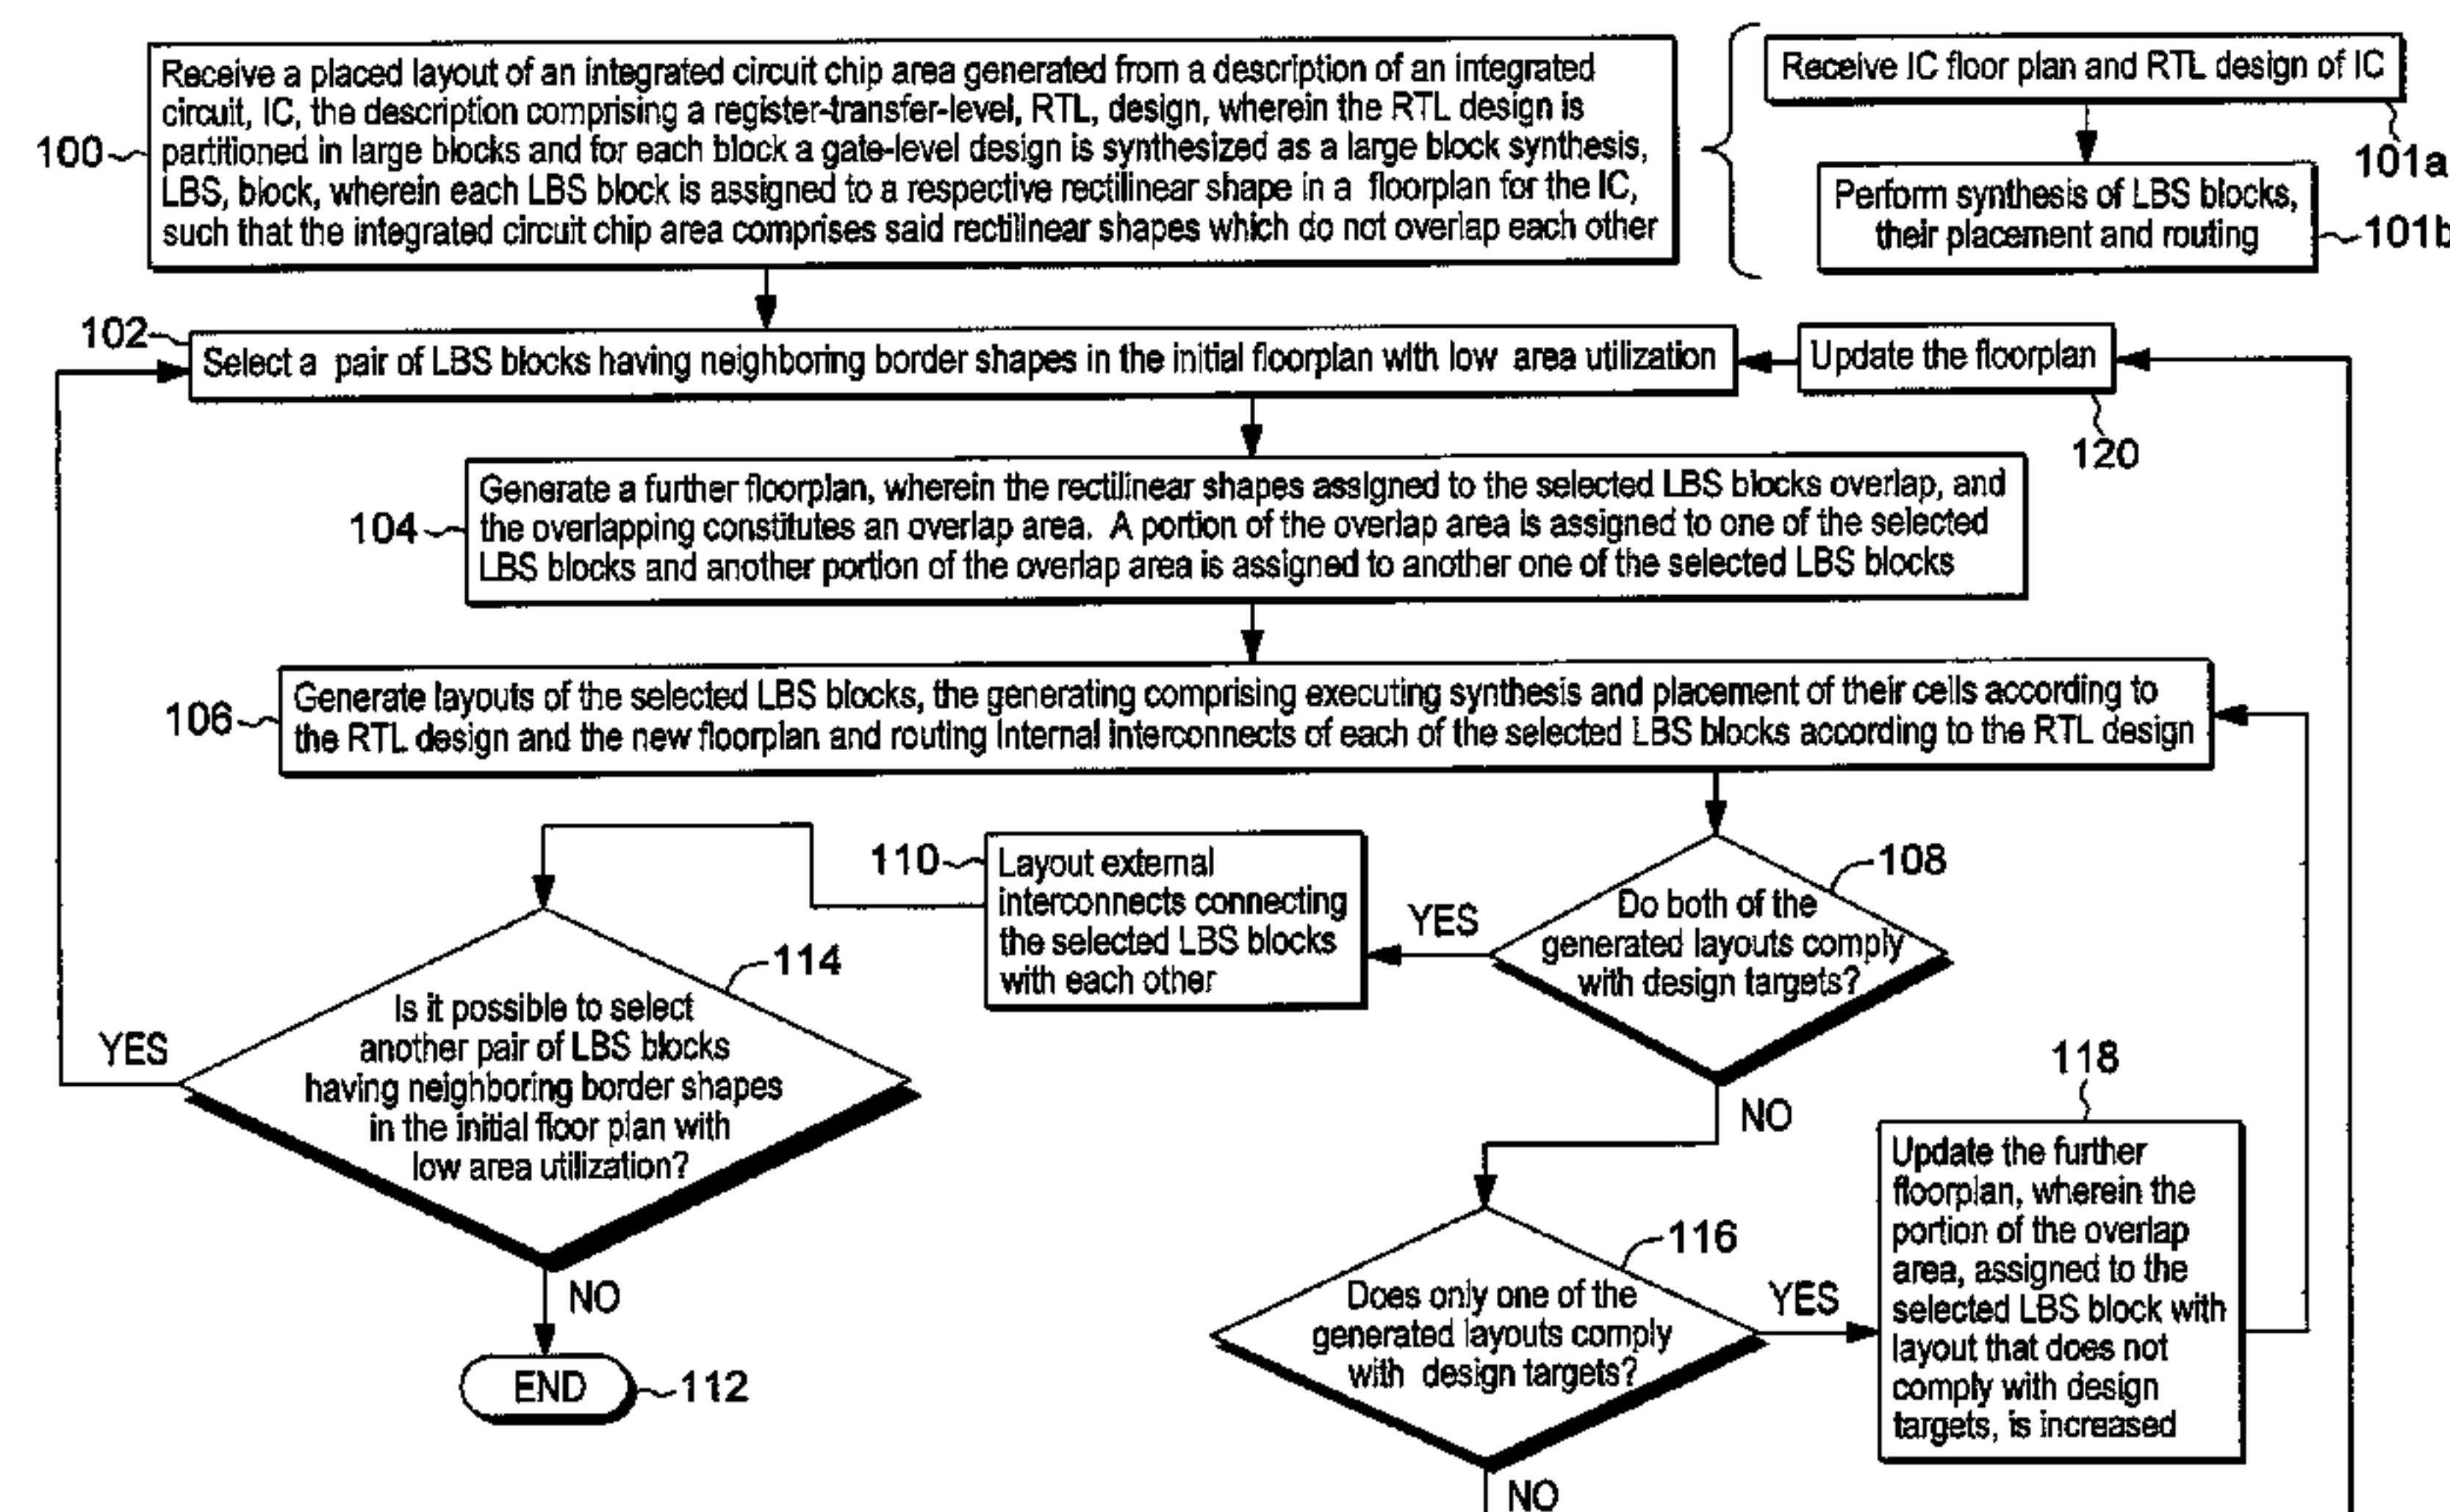 Receive a placed layout of an integrated circuit chip area generated from a description of an integrated
circuit, IC, the description comprising a register-transfer-level, RTL, design, wherein the RTL design is
partitioned in large blocks and for each block a gate-level design is synthesized as a large block synthesis,
LBS, block, wherein each LBS block is assigned to a respective rectilinear shape in a floorplan for the IC,
such that the integrated circuit chip area comprises said rectilinear shapes which do not overlap each other
100
Receive IC floor plan and RTL design of IC
101a
Perform synthesis of LBS blocks,
their placement and routing
101b
102
Select a pair of LBS blocks having neighboring border shapes in the initial floorplan with low area utilization
Update the floorplan
120
104
Generate a further floorplan, wherein the rectilinear shapes assigned to the selected LBS blocks overlap, and
the overlapping constitutes an overlap area. A portion of the overlap area is assigned to one of the selected
LBS blocks and another portion of the overlap area is assigned to another one of the selected LBS blocks
106
Generate layouts of the selected LBS blocks, the generating comprising executing synthesis and placement of their cells according to
the RTL design and the new floorplan and routing Internal interconnects of each of the selected LBS blocks according to the RTL design
108
Do both of the
generated layouts comply
with design targets?
YES
NO
110
Layout external
interconnects connecting
the selected LBS blocks
with each other
114
Is it possible to select
another pair of LBS blocks
having neighboring border shapes
in the initial floor plan with
low area utilization?
YES
NO
END
112
116
Does only one of the
generated layouts comply
with design targets?
YES
NO
118
Update the further
floorplan, wherein the
portion of the overlap
area, assigned to the
selected LBS block with
layout that does not
comply with design
targets, is increased